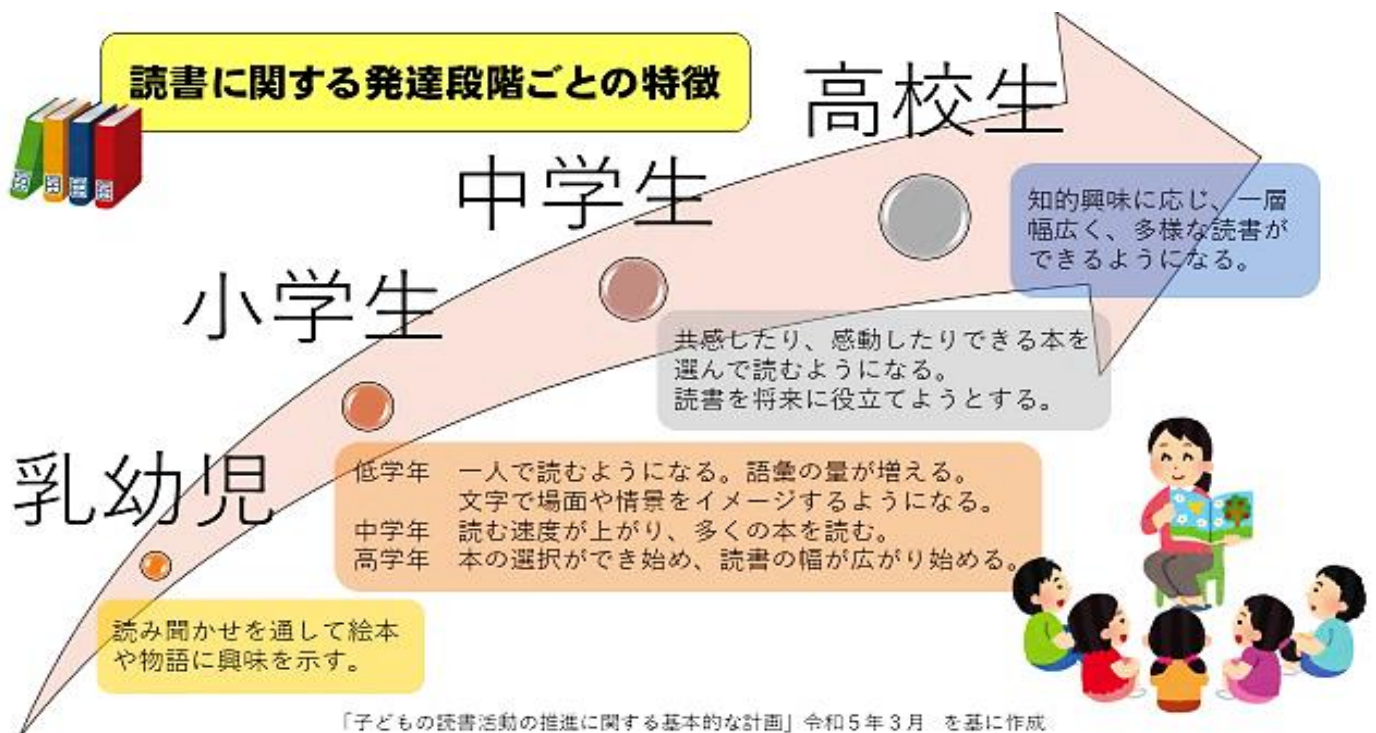 読書に関する発達段階ごとの特徴
高校生
知的興味に応じ、一層
幅広く、多様な読書が
できるようになる。
中学生
共感したり、感動したりできる本を
選んで読むようになる。
読書を将来に役立てようとする。
小学生
低学年　一人で読むようになる。語彙の量が増える。
文字で場面や情景をイメージするようになる。
中学年　読む速度が上がり、多くの本を読む。
高学年　本の選択ができ始め、読書の幅が広がり始める。
乳幼児
読み聞かせを通して絵本
や物語に興味を示す。
「子どもの読書活動の推進に関する基本的な計画」令和５年３月　を基に作成